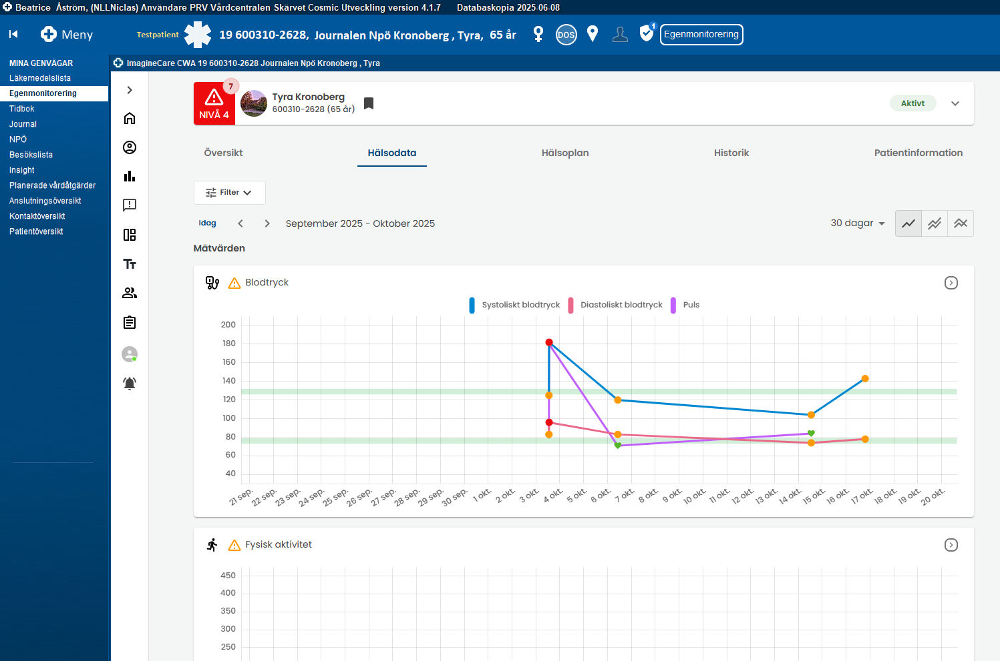 Beatrice Åström, (NLLNiclas) Användare PRV Vårdcentralen Skärvet Cosmic Utveckling version 4.1.7 Databaskopia 2025-06-08
Meny
Testpatient
19 600310-2628, Journalen Npö Kronoberg , Tyra, 65 år
DOS
1
Egenmonitorering
MINA GENVÄGAR
Läkemedelslista
Egenmonitorering
Tidbok
Journal
NPÖ
Besökslista
Insight
Planerade vårdåtgärder
Anslutningsöversikt
Kontaktöversikt
Patientöversikt
ImagineCare CWA 19 600310-2628 Journalen Npö Kronoberg , Tyra
7
NIVÅ 4
Tyra Kronoberg
600310-2628 (65 år)
Aktivt
Översikt Hälsodata Hälsoplan Historik Patientinformation
Filter
Idag September 2025 - Oktober 2025 30 dagar
Mätvärden
Blodtryck
Systoliskt blodtryck Diastoliskt blodtryck Puls
200
180
160
140
120
100
80
60
40
21 sep. 22 sep. 23 sep. 24 sep. 25 sep. 26 sep. 27 sep. 28 sep. 29 sep. 30 sep. 1 okt. 2 okt. 3 okt. 4 okt. 5 okt. 6 okt. 7 okt. 8 okt. 9 okt. 10 okt. 11 okt. 12 okt. 13 okt. 14 okt. 15 okt. 16 okt. 17 okt. 18 okt. 19 okt. 20 okt.
Fysisk aktivitet
450
400
350
300
250